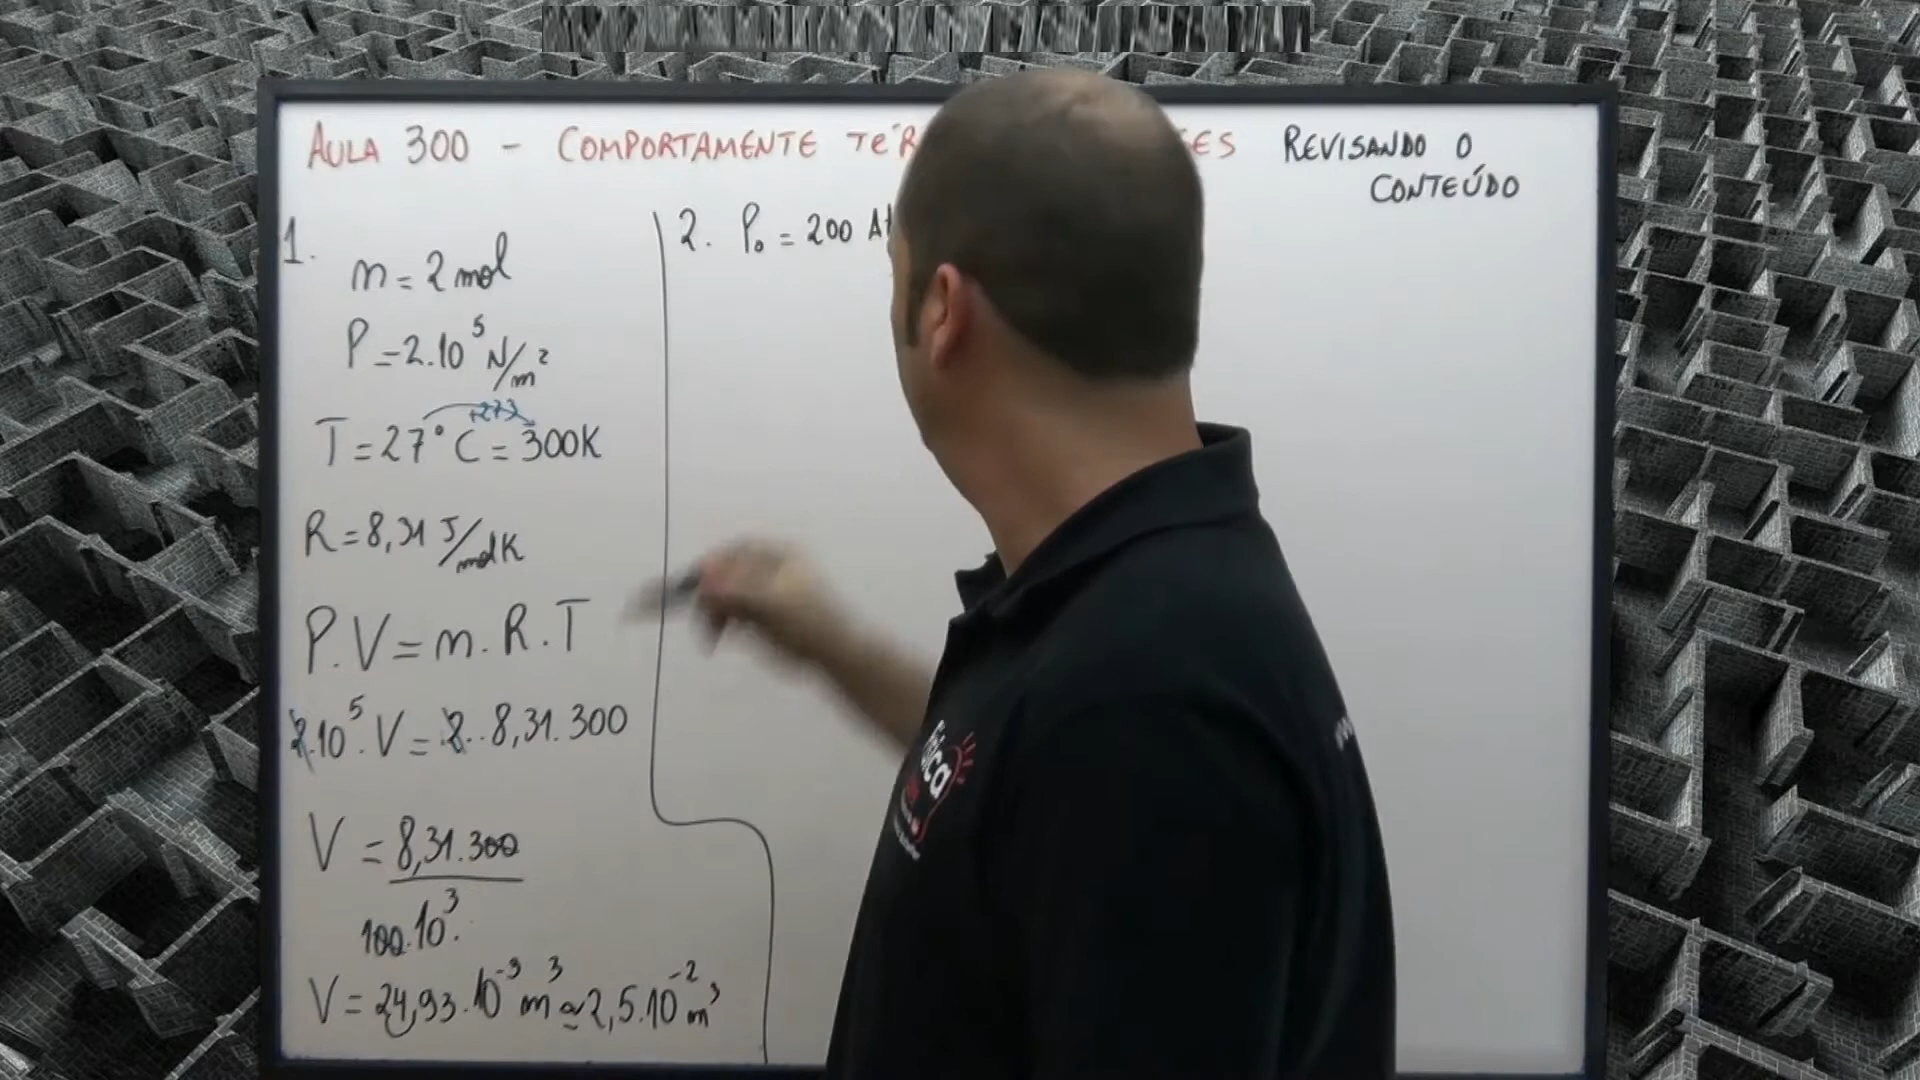 AULA 300 - COMPORTAMENTE TÉR ES REVISANDO O
CONTEÚDO
1.
n = 2 mol
P = 2.10⁵ N/m²
+273
T = 27°C = 300K
R = 8,31 J/molK
P.V = n.R.T
2.10⁵.V = 2..8,31.300
V = 8,31.300
100.10³.
V = 24,93.10⁻³ m³ ≃ 2,5.10⁻² m³
2. P₀ = 200 At
física